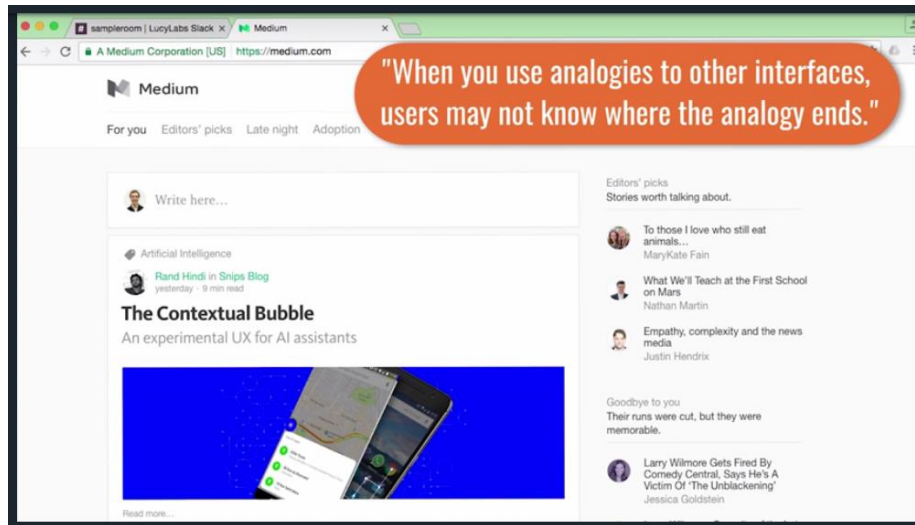 sampleroom | LucyLabs Slack
Medium
A Medium Corporation [US] https://medium.com
"When you use analogies to other interfaces,
users may not know where the analogy ends."
Medium
For you Editors' picks Late night Adoption
Write here...
Artificial Intelligence
Rand Hindi in Snips Blog
yesterday · 9 min read
The Contextual Bubble
An experimental UX for AI assistants
Read more...
Editors' picks
Stories worth talking about.
To those I love who still eat
animals…
MaryKate Fain
What We'll Teach at the First School
on Mars
Nathan Martin
Empathy, complexity and the news
media
Justin Hendrix
Goodbye to you
Their runs were cut, but they were
memorable.
Larry Wilmore Gets Fired By
Comedy Central, Says He's A
Victim Of 'The Unblackening'
Jessica Goldstein